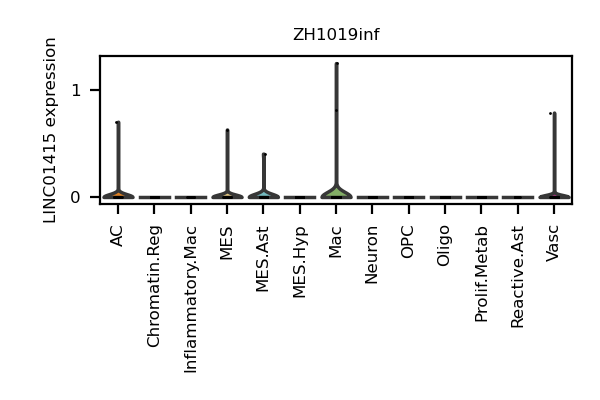 ZH1019inf
LINC01415 expression
1
0
AC
Chromatin.Reg
Inflammatory.Mac
MES
MES.Ast
MES.Hyp
Mac
Neuron
OPC
Oligo
Prolif.Metab
Reactive.Ast
Vasc